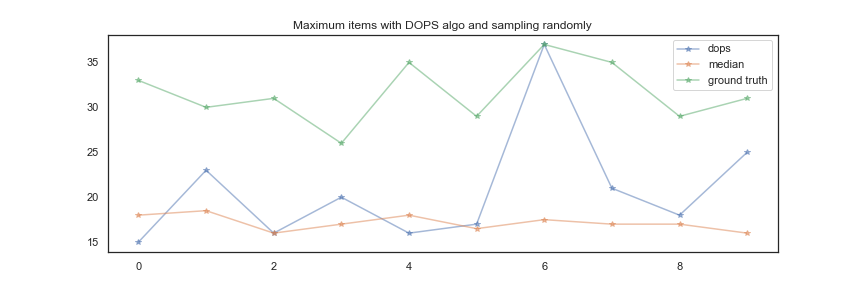 Maximum items with DOPS algo and sampling randomly
dops
median
ground truth
35
30
25
20
15
0 2 4 6 8